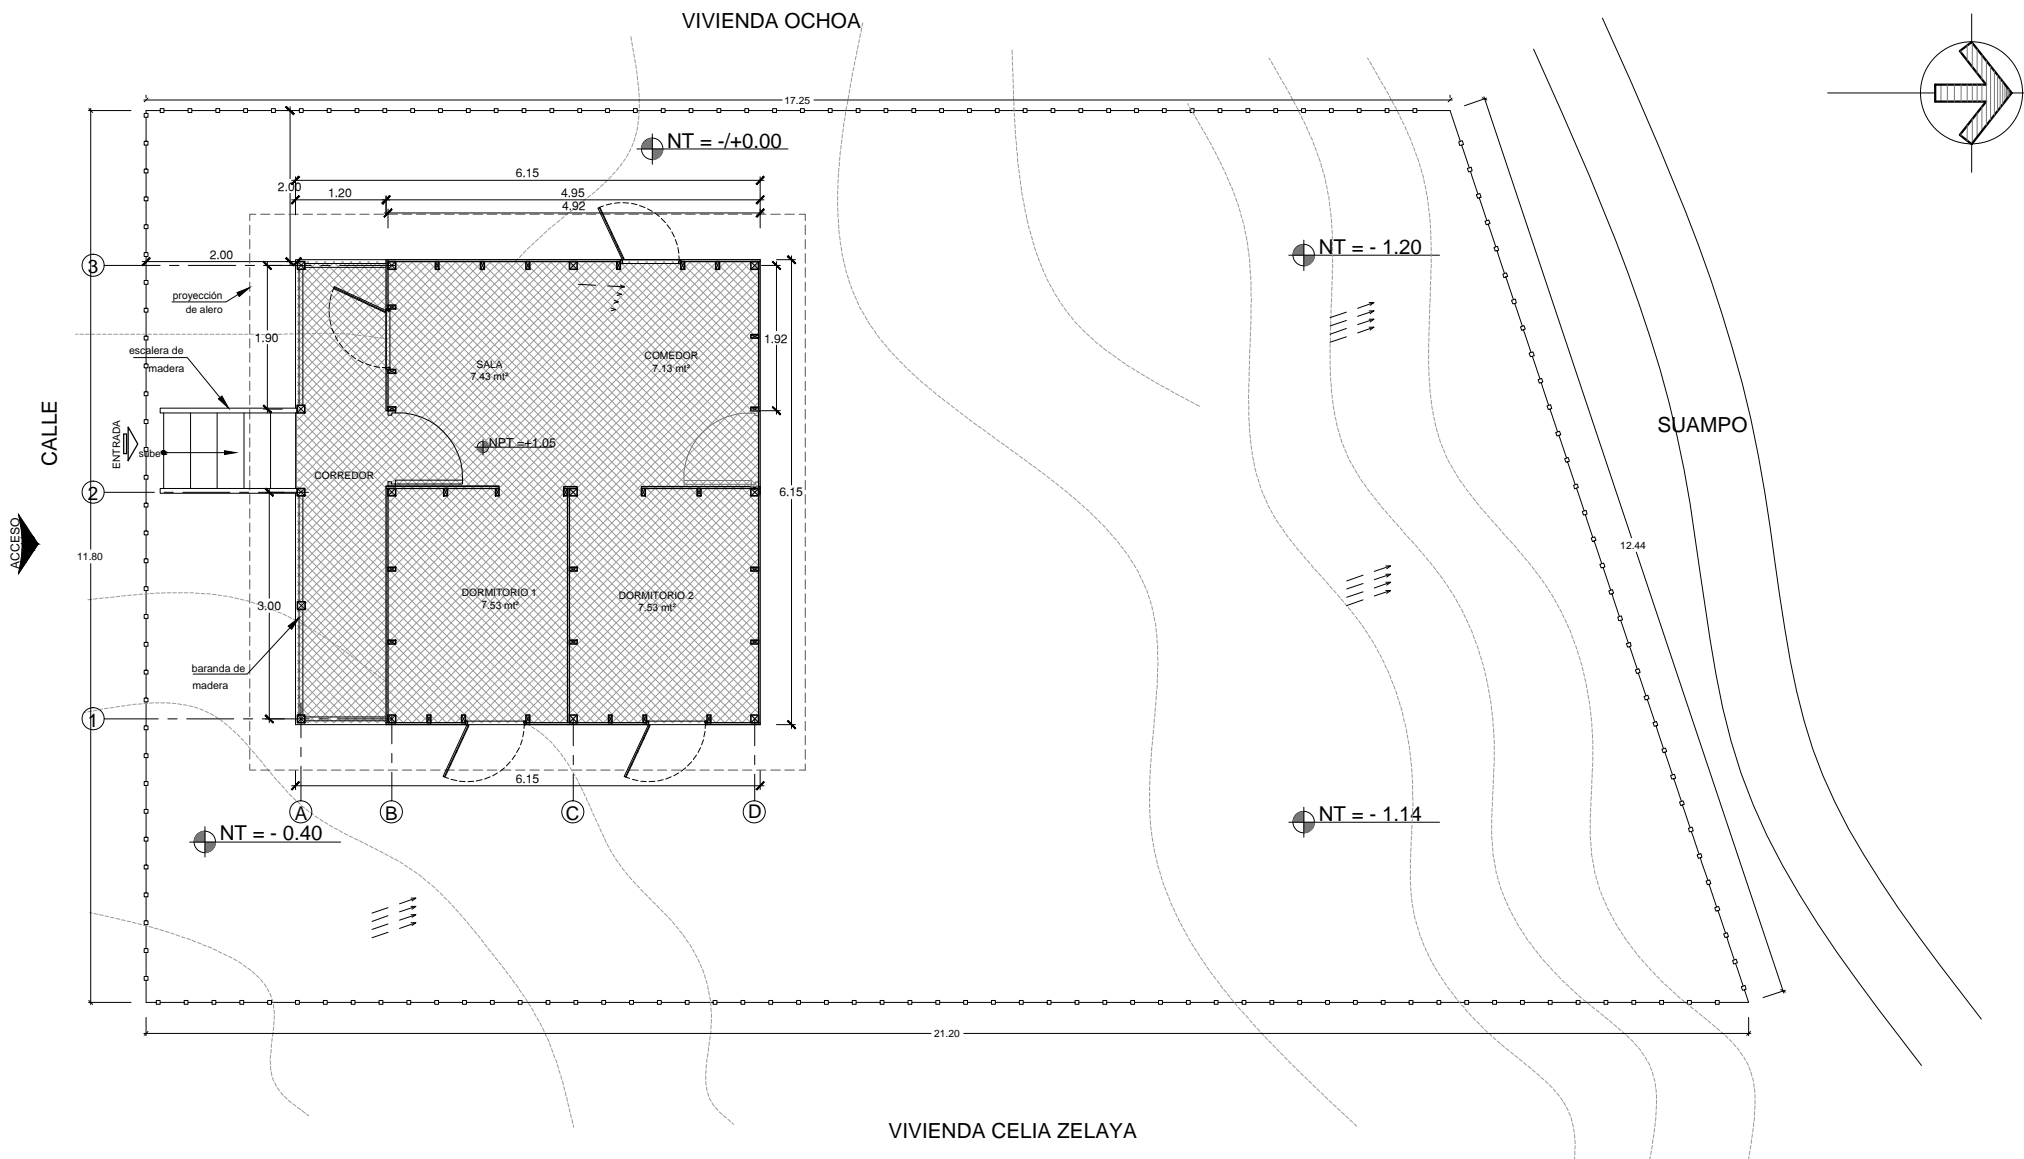 VIVIENDA OCHOA
17.25
NT = -/+0.00
6.15
2.00
1.20
4.95
4.92
NT = - 1.20
3
2.00
proyección
de alero
1.90
1.92
escalera de
madera
SALA
7.43 mt²
COMEDOR
7.13 mt²
CALLE
SUAMPO
ENTRADA
sube
NPT =+1.05
CORREDOR
2
6.15
ACCESO
11.80
12.44
3.00
DORMITORIO 1
7.53 mt²
DORMITORIO 2
7.53 mt²
baranda de
madera
1
6.15
A
B
C
D
NT = - 0.40
NT = - 1.14
21.20
VIVIENDA CELIA ZELAYA